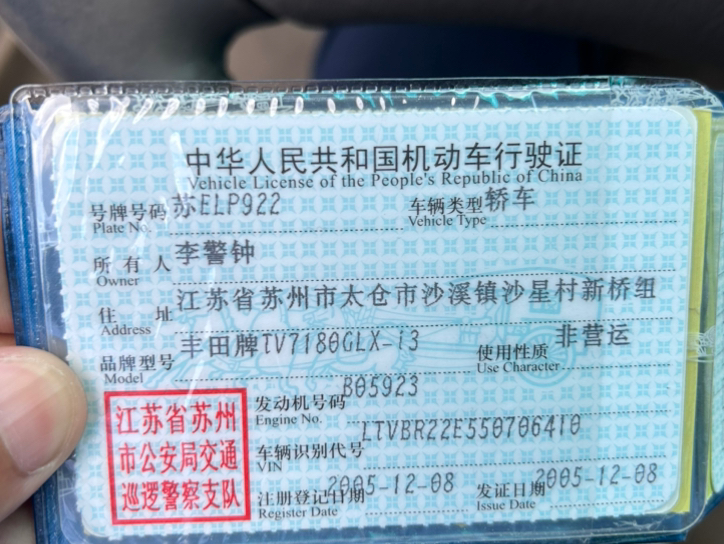 中华人民共和国机动车行驶证
Vehicle License of the People's Republic of China
号牌号码 苏ELP922 车辆类型 轿车
Plate No. Vehicle Type
所有人 李警钟
Owner
住址 江苏省苏州市太仓市沙溪镇沙星村新桥组
Address
品牌型号 丰田牌TV7180GLX-i3 使用性质 非营运
Model Use Character
发动机号码 B05923
Engine No.
车辆识别代号 LTVBR22E550706410
VIN
注册登记日期 2005-12-08 发证日期 2005-12-08
Register Date Issue Date
江苏省苏州
市公安局交通
巡逻警察支队